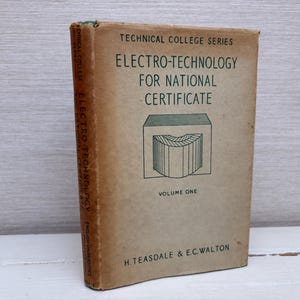 TECHNICAL COLLEGE SERIES
ELECTRO-TECHNOLOGY
FOR NATIONAL
CERTIFICATE
VOLUME ONE
H. TEASDALE & E.C. WALTON
ELECTRO-TECHNOLOGY